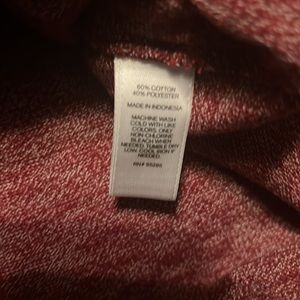 60% COTTON
40% POLYESTER
MADE IN INDONESIA
MACHINE WASH
COLD WITH LIKE
COLORS. ONLY
NON-CHLORINE
BLEACH WHEN
NEEDED. TUMBLE DRY
LOW. COOL IRON IF
NEEDED.
RN#